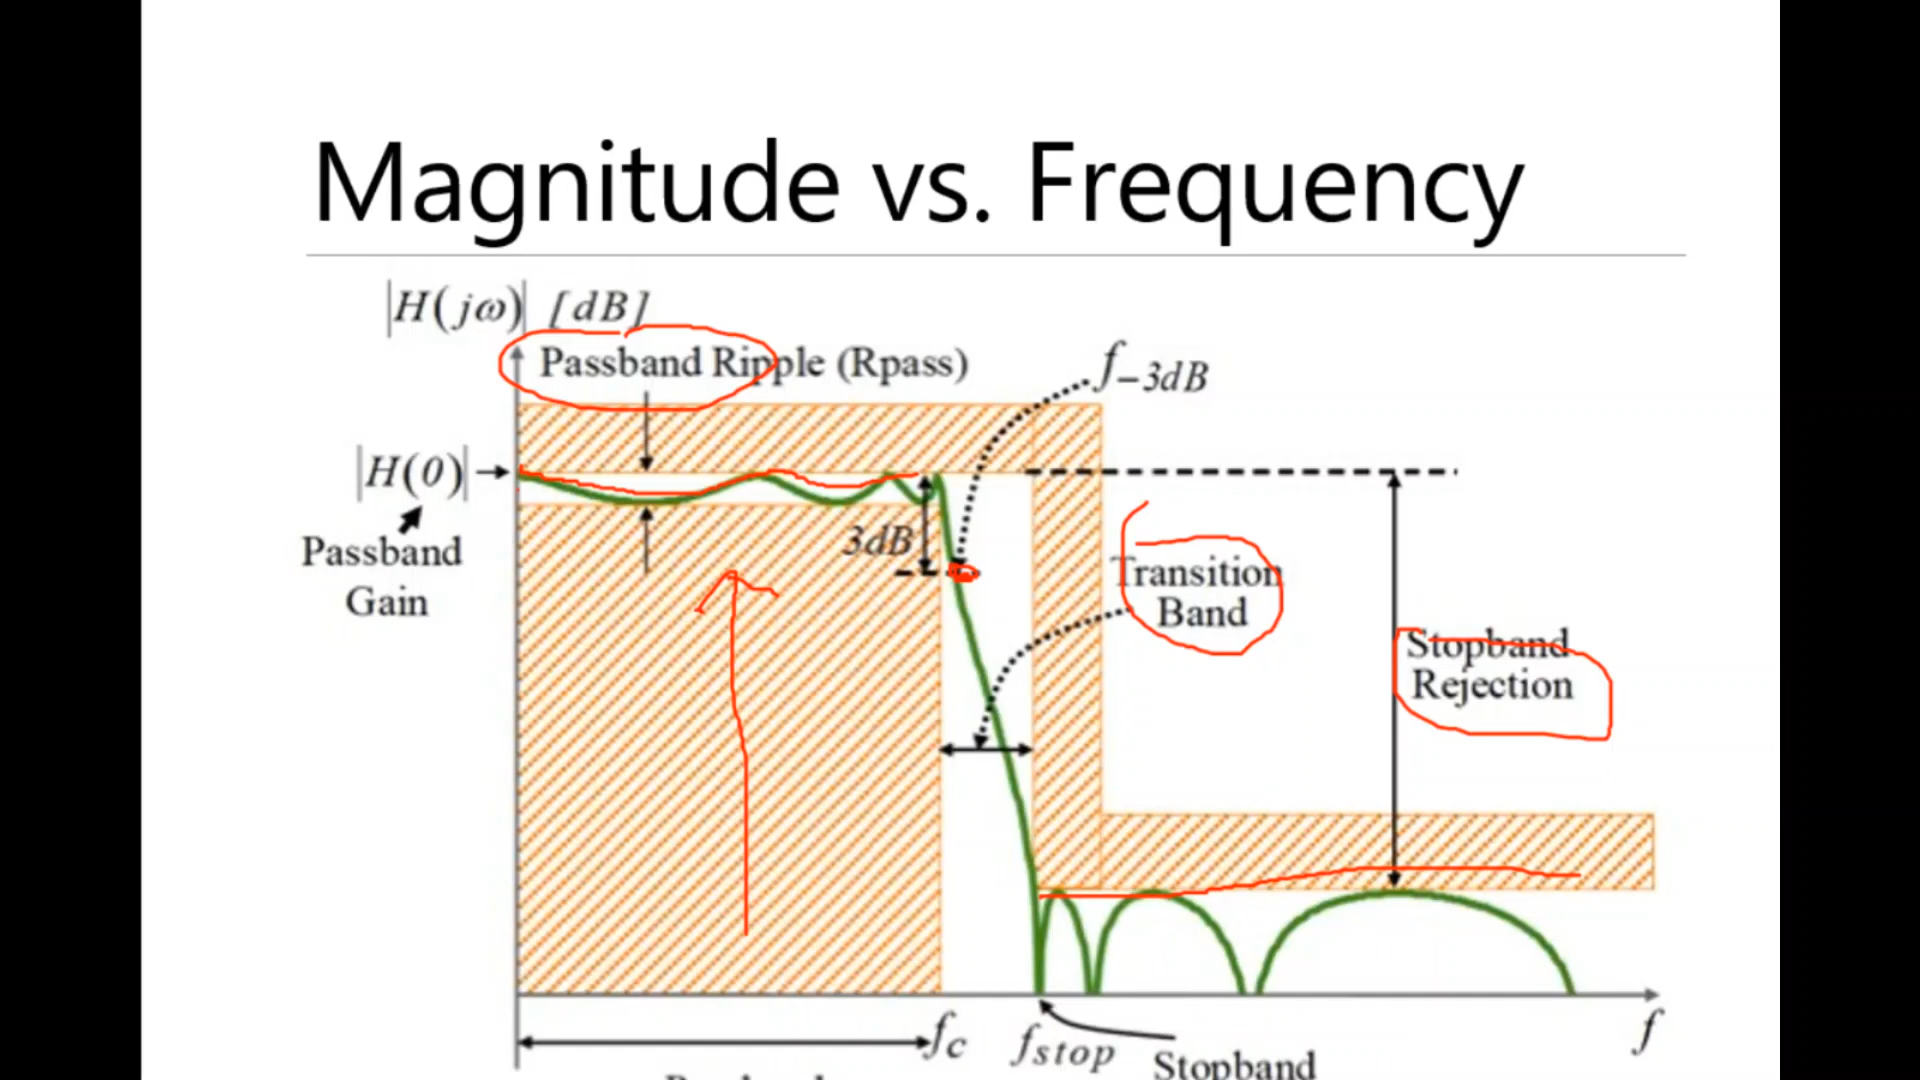 Magnitude vs. Frequency
|H(jω)| [dB]
Passband Ripple (Rpass)
f−3dB
|H(0)|
Passband
Gain
3dB
Transition
Band
Stopband
Rejection
fc
fstop
Stopband
f